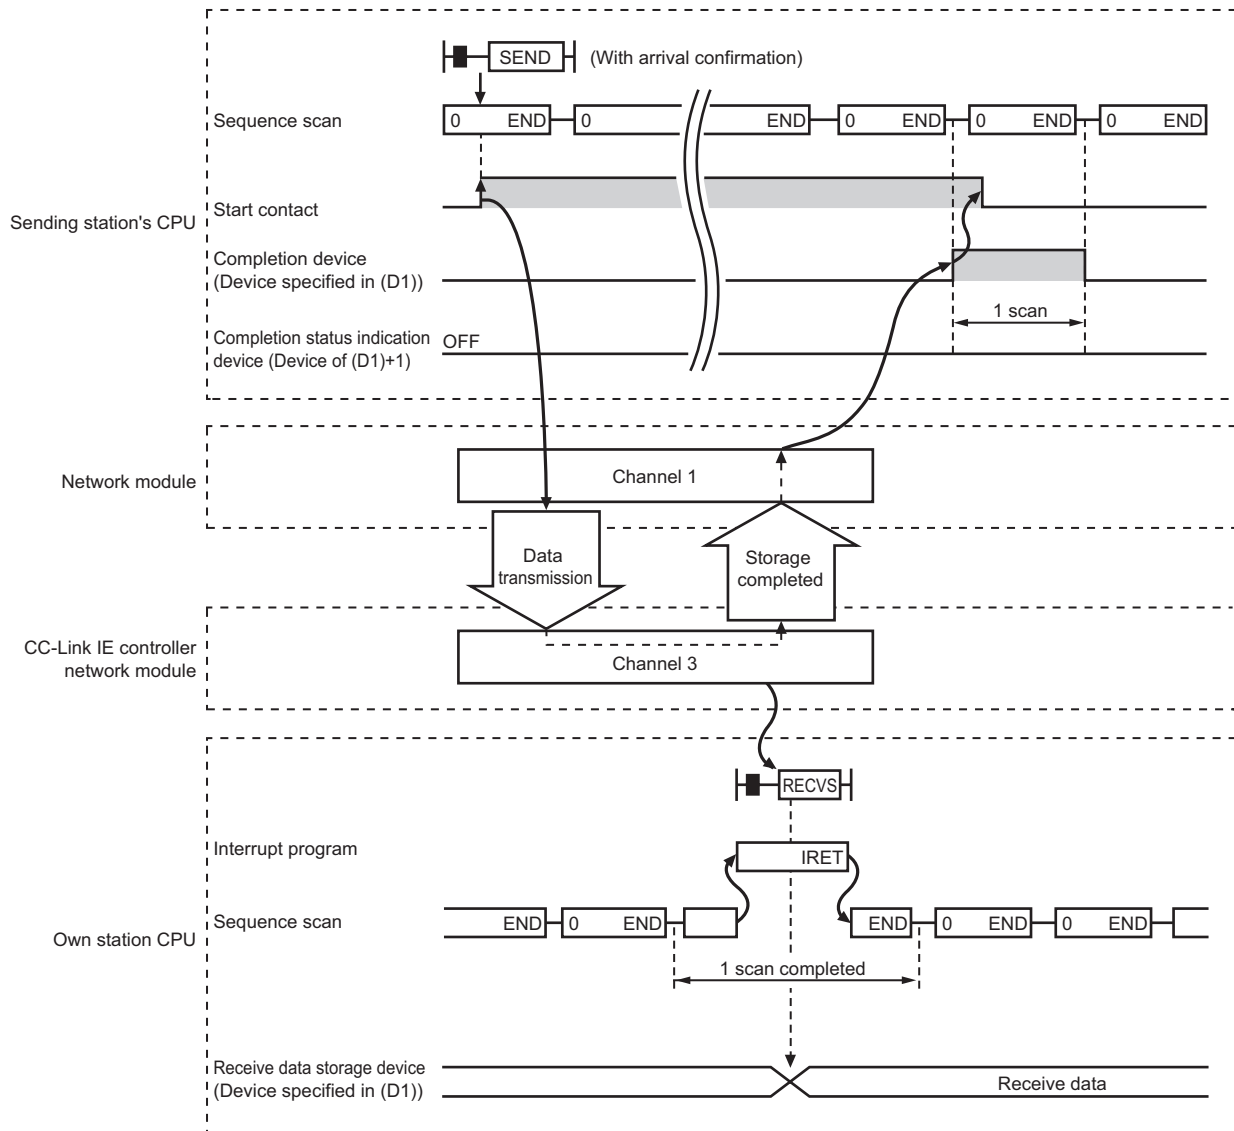 SEND (With arrival confirmation)
Sequence scan 0 END 0 END 0 END 0 END 0 END
Sending station's CPU
Start contact
Completion device
(Device specified in (D1))
1 scan
Completion status indication
device (Device of (D1)+1)
OFF
Network module
Channel 1
Data
transmission
Storage
completed
CC-Link IE controller
network module
Channel 3
RECVS
Interrupt program
IRET
Own station CPU
Sequence scan END 0 END END 0 END 0 END
1 scan completed
Receive data storage device
(Device specified in (D1))
Receive data